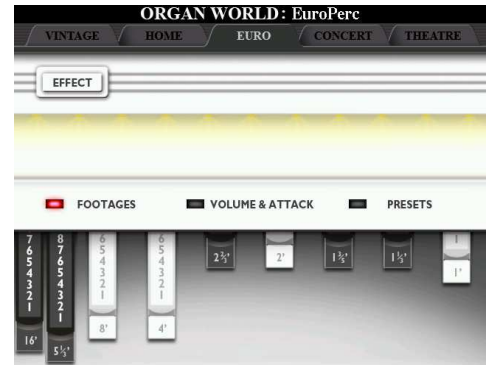 ORGAN WORLD: EuroPerc
VINTAGE HOME EURO CONCERT THEATRE
EFFECT
FOOTAGES VOLUME & ATTACK PRESETS
7 8 6 6 1
6 7 5 5
5 6 4 4
4 5 3 3
3 4 2 2
2 3 1 1
1 2
1
2⅔' 2' 1⅗' 1⅓' 1'
8' 4'
16' 5⅓'